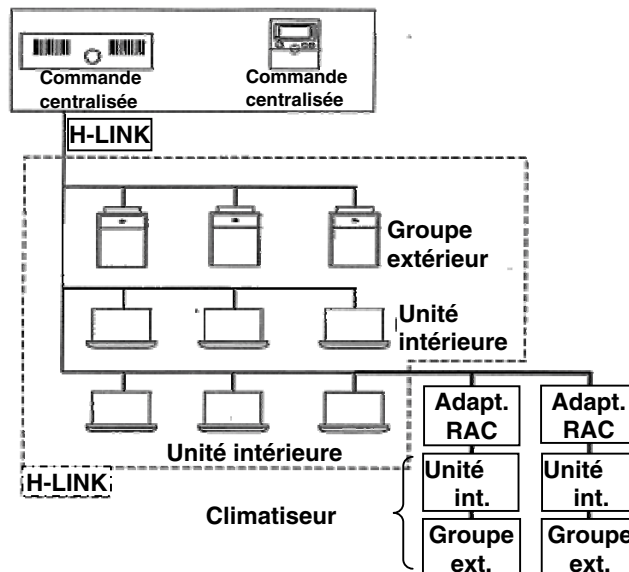 Commande
centralisée
Commande
centralisée
H-LINK
Groupe
extérieur
Unité
intérieure
Adapt.
RAC
Adapt.
RAC
Unité intérieure
H-LINK
Unité
int.
Unité
int.
Climatiseur
Groupe
ext.
Groupe
ext.